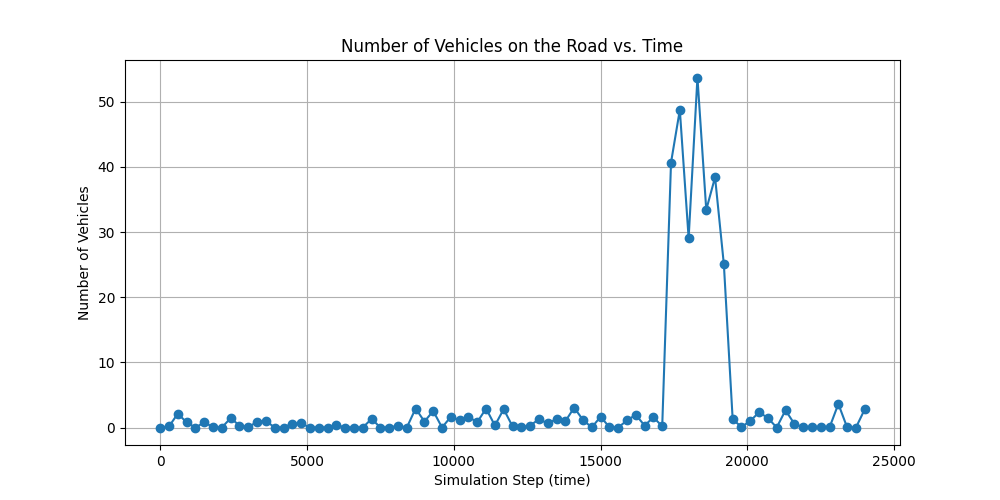 Number of Vehicles on the Road vs. Time
Number of Vehicles
50
40
30
20
10
0
0 5000 10000 15000 20000 25000
Simulation Step (time)